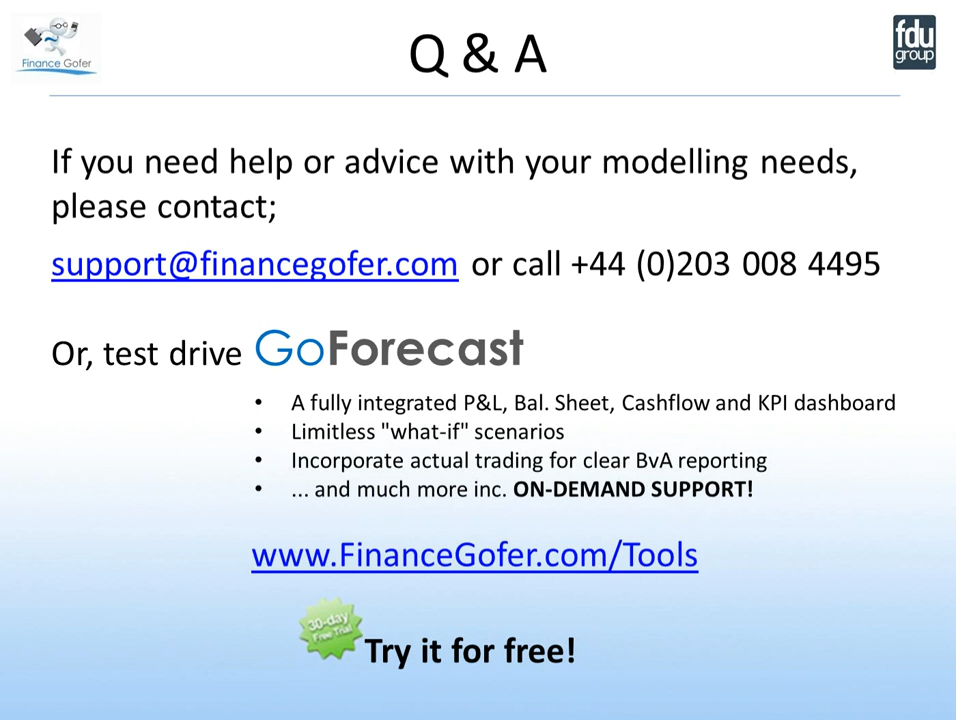 Finance Gofer
Q & A
fdu
group
If you need help or advice with your modelling needs,
please contact;
support@financegofer.com or call +44 (0)203 008 4495
Or, test drive GoForecast
• A fully integrated P&L, Bal. Sheet, Cashflow and KPI dashboard
• Limitless "what-if" scenarios
• Incorporate actual trading for clear BvA reporting
• ... and much more inc. ON-DEMAND SUPPORT!
www.FinanceGofer.com/Tools
30-day
Free Trial
Try it for free!